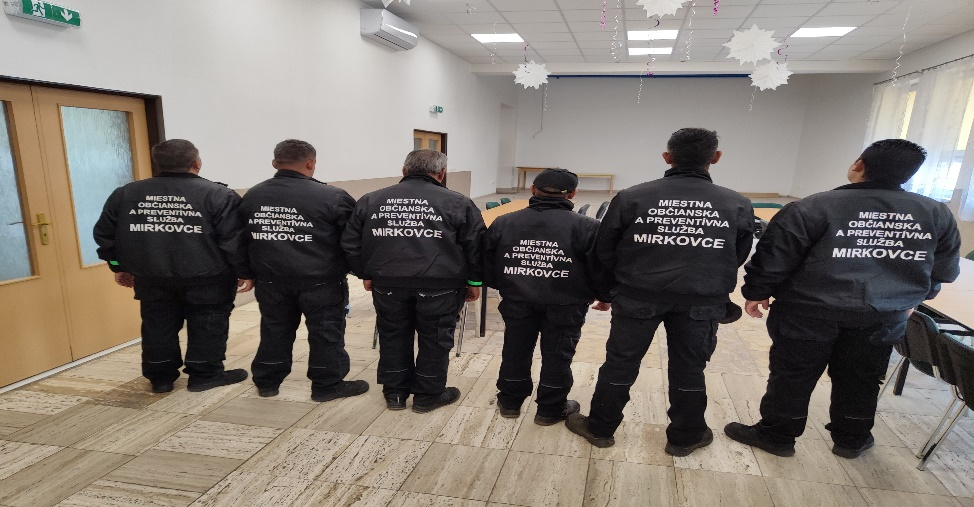 MIESTNA
OBČIANSKA
A PREVENTÍVNA
SLUŽBA
MIRKOVCE
MIESTNA
OBČIANSKA
A PREVENTÍVNA
SLUŽBA
MIRKOVCE
MIESTNA
OBČIANSKA
A PREVENTÍVNA
SLUŽBA
MIRKOVCE
MIESTNA
OBČIANSKA
A PREVENTÍVNA
SLUŽBA
MIRKOVCE
MIESTNA
OBČIANSKA
A PREVENTÍVNA
SLUŽBA
MIRKOVCE
MIESTNA
OBČIANSKA
A PREVENTÍVNA
SLUŽBA
MIRKOVCE